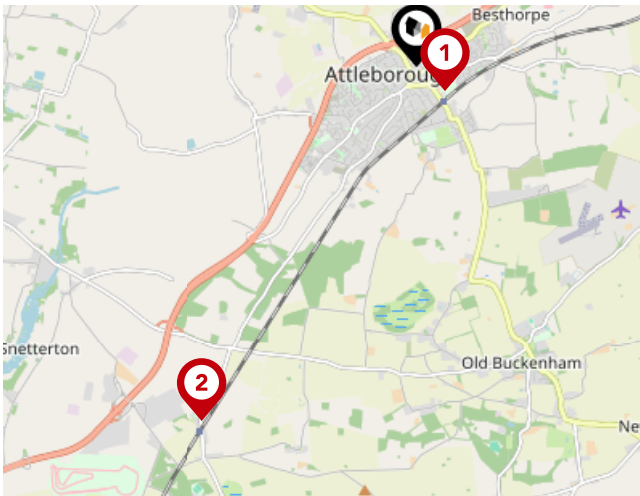 Besthorpe
1
Attleboroug
Snetterton
Old Buckenham
2
Ne